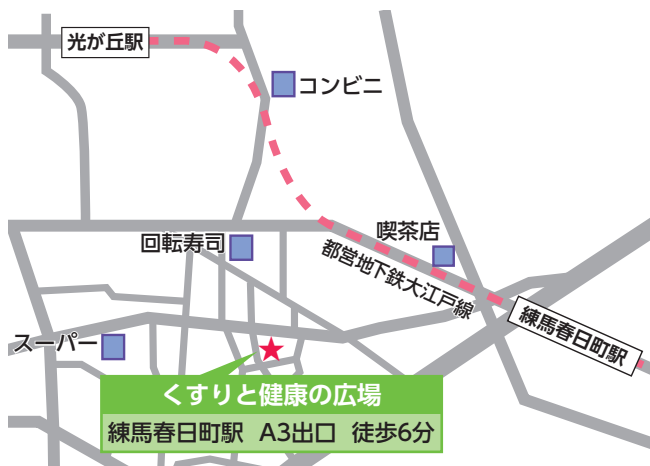 光が丘駅
コンビニ
喫茶店
回転寿司
都営地下鉄大江戸線
練馬春日町駅
スーパー
くすりと健康の広場
練馬春日町駅 A3出口 徒歩6分